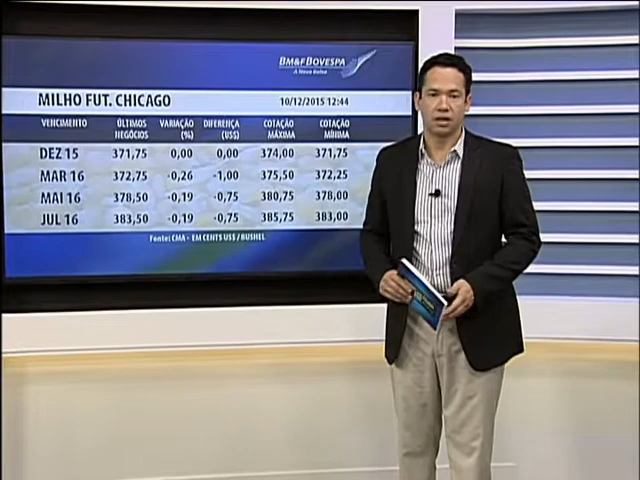 BM&FBOVESPA
A Nova Bolsa
MILHO FUT. CHICAGO 10/12/2015 12:44
VENCIMENTO ÚLTIMOS NEGÓCIOS VARIAÇÃO (%) DIFERENÇA (US$) COTAÇÃO MÁXIMA COTAÇÃO MÍNIMA
DEZ 15 371,75 0,00 0,00 374,00 371,75
MAR 16 372,75 -0,26 -1,00 375,50 372,25
MAI 16 378,50 -0,19 -0,75 380,75 378,00
JUL 16 383,50 -0,19 -0,75 385,75 383,00
Fonte: CMA - EM CENTS US$ / BUSHEL